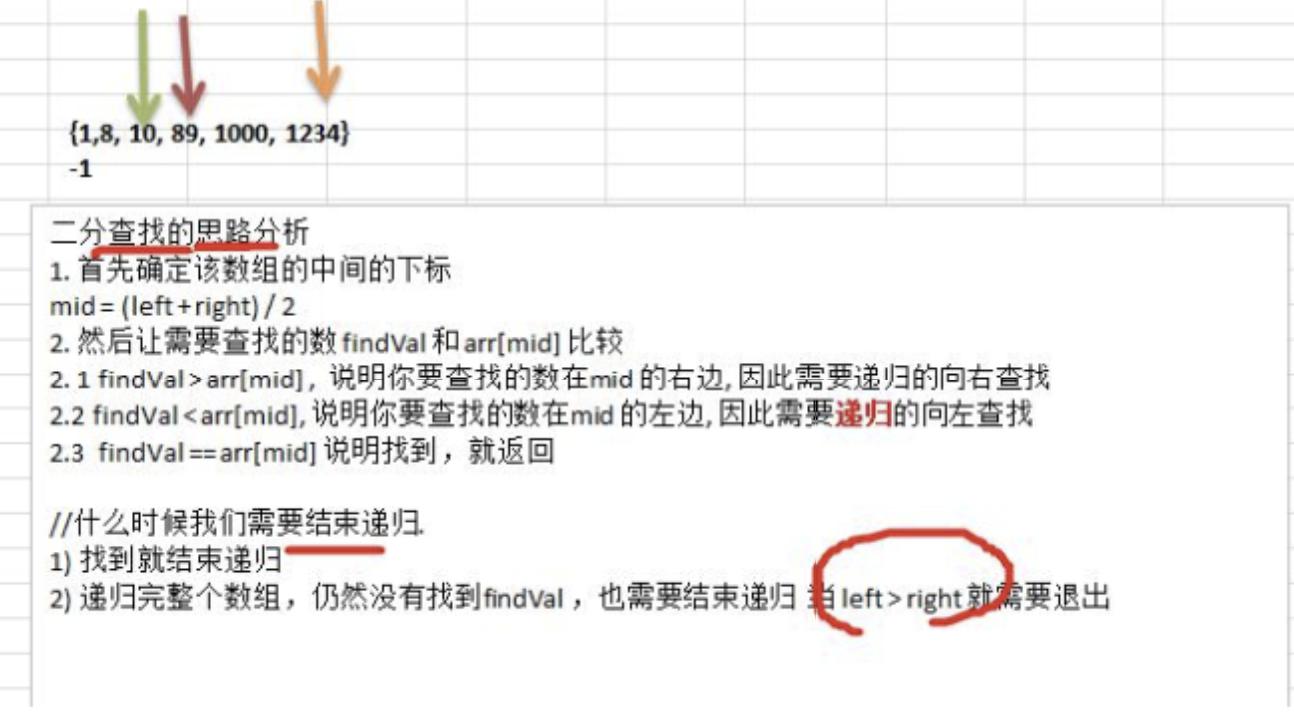 {1,8, 10, 89, 1000, 1234}
-1
二分查找的思路分析
1. 首先确定该数组的中间的下标
mid = (left + right) / 2
2. 然后让需要查找的数 findVal 和 arr[mid] 比较
2. 1 findVal > arr[mid] , 说明你要查找的数在mid 的右边, 因此需要递归的向右查找
2.2 findVal < arr[mid], 说明你要查找的数在mid 的左边, 因此需要递归的向左查找
2.3 findVal == arr[mid] 说明找到，就返回
//什么时候我们需要结束递归.
1) 找到就结束递归
2) 递归完整个数组，仍然没有找到findVal ，也需要结束递归 当 left > right 就需要退出